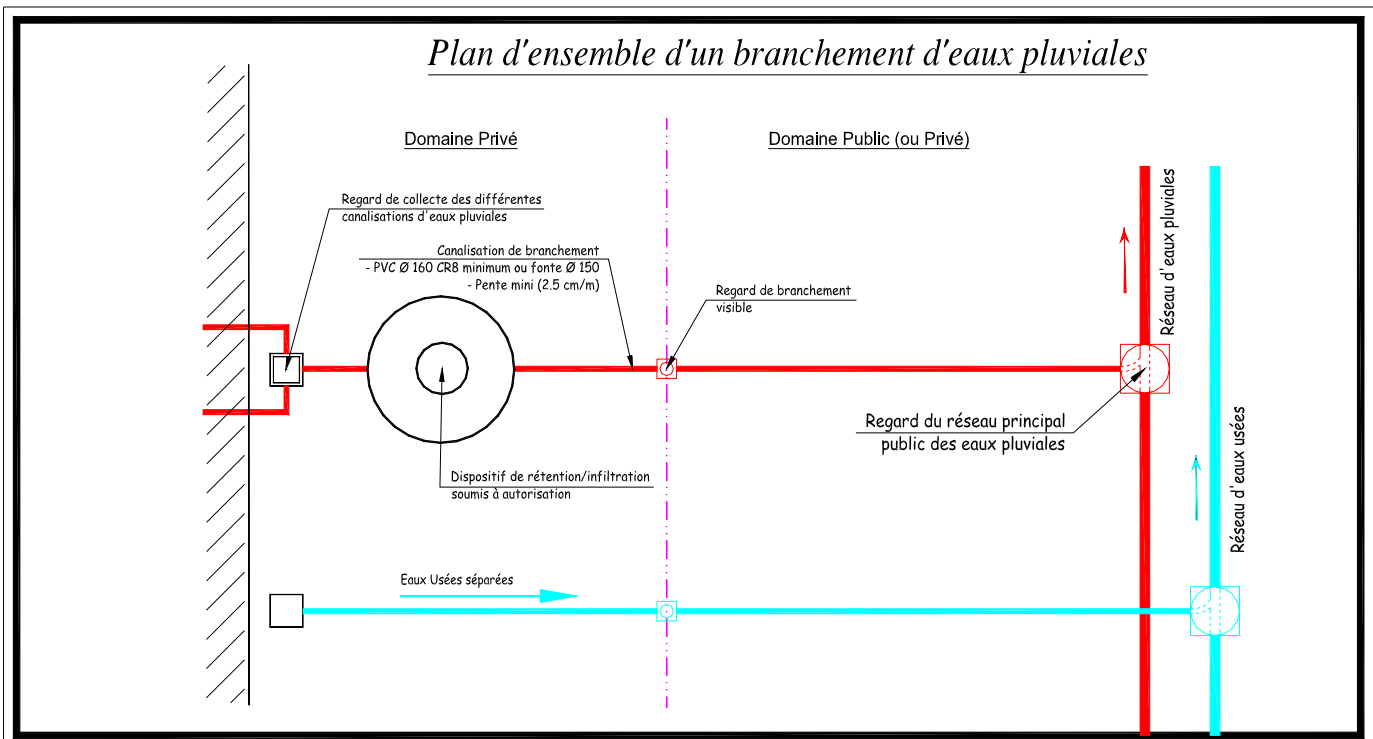 Plan d'ensemble d'un branchement d'eaux pluviales
Domaine Privé
Domaine Public (ou Privé)
Regard de collecte des différentes
canalisations d'eaux pluviales
Canalisation de branchement
- PVC Ø 160 CR8 minimum ou fonte Ø 150
- Pente mini (2.5 cm/m)
Regard de branchement
visible
Réseau d'eaux pluviales
Regard du réseau principal
public des eaux pluviales
Réseau d'eaux usées
Dispositif de rétention/infiltration
soumis à autorisation
Eaux Usées séparées